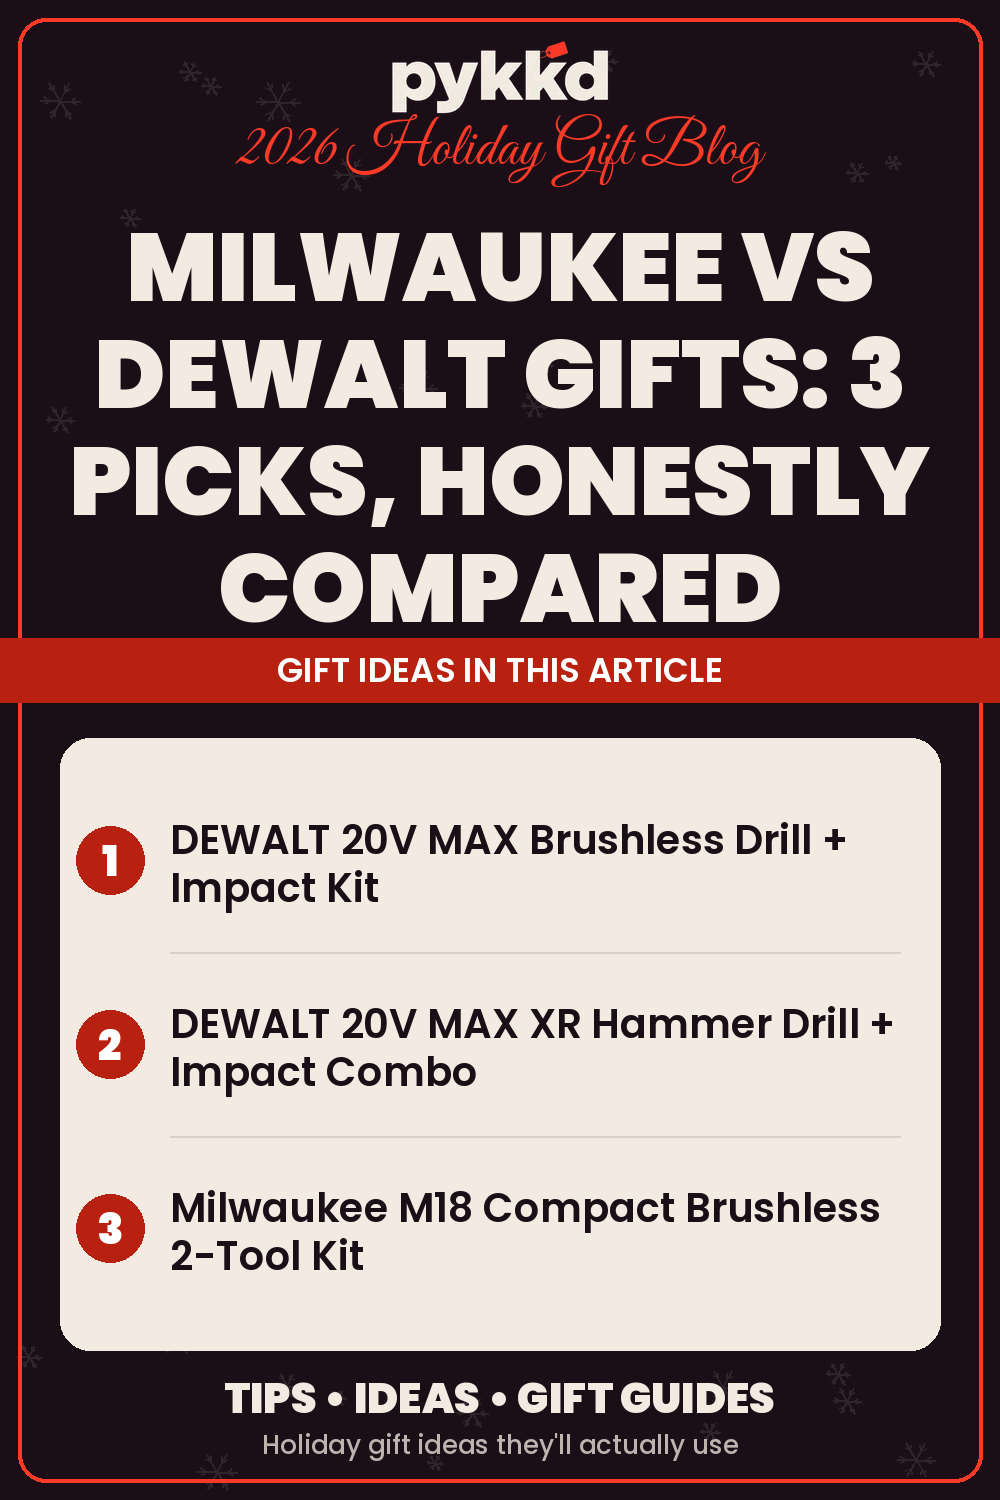 pykkd
2026 Holiday Gift Blog
MILWAUKEE VS
DEWALT GIFTS: 3
PICKS, HONESTLY
COMPARED
GIFT IDEAS IN THIS ARTICLE
1
DEWALT 20V MAX Brushless Drill +
Impact Kit
2
DEWALT 20V MAX XR Hammer Drill +
Impact Combo
3
Milwaukee M18 Compact Brushless
2-Tool Kit
TIPS • IDEAS • GIFT GUIDES
Holiday gift ideas they'll actually use